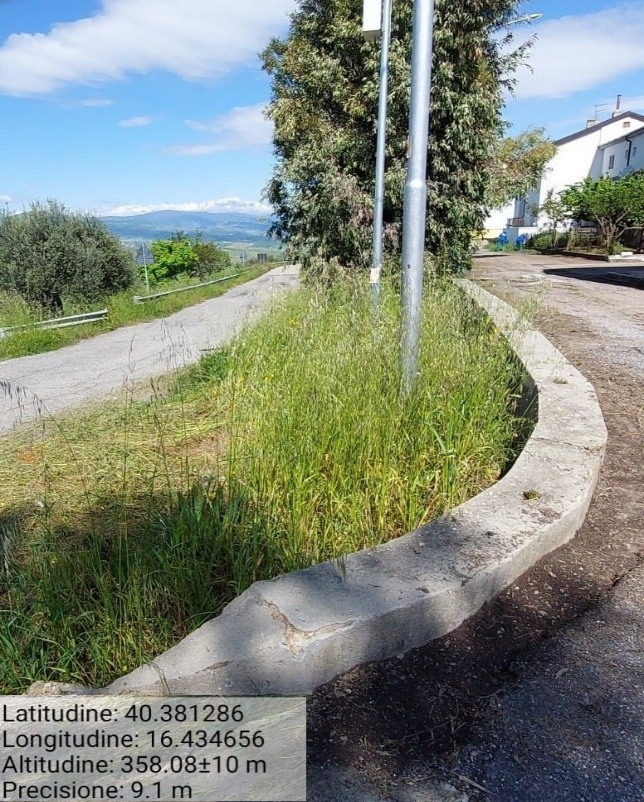 Latitudine: 40.381286
Longitudine: 16.434656
Altitudine: 358.08±10 m
Precisione: 9.1 m